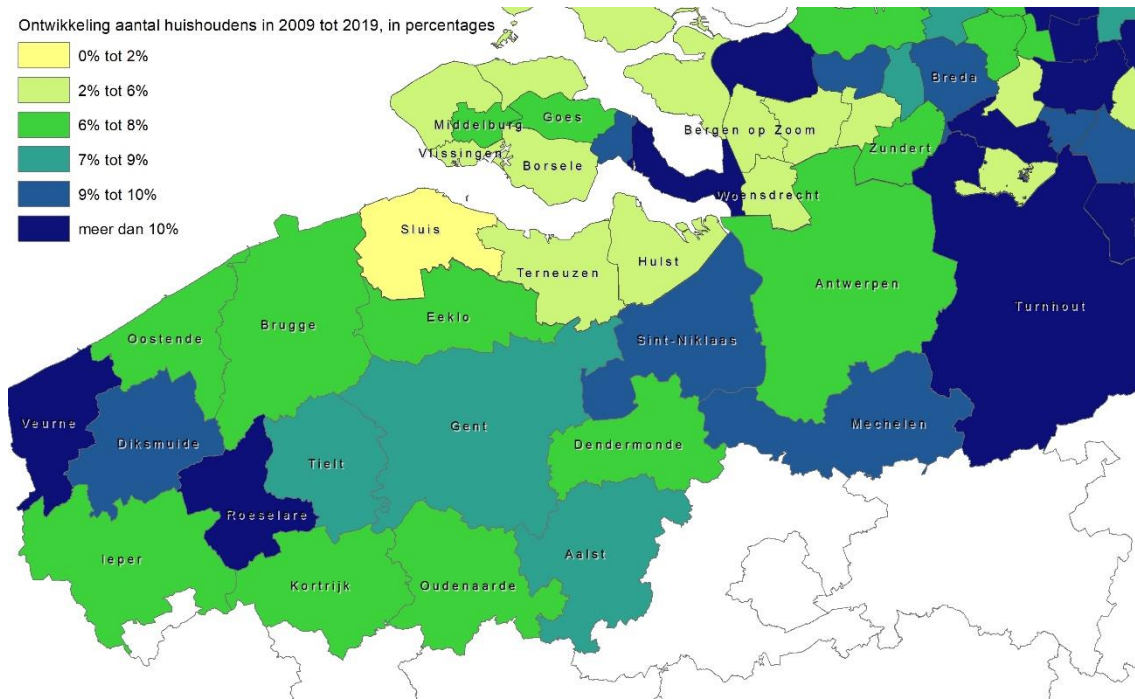 Ontwikkeling aantal huishoudens in 2009 tot 2019, in percentages
0% tot 2%
2% tot 6%
6% tot 8%
7% tot 9%
9% tot 10%
meer dan 10%
Breda
Middelburg
Goes
Bergen op Zoom
Vlissingen
Borsele
Zundert
Woensdrecht
Sluis
Terneuzen
Hulst
Antwerpen
Turnhout
Oostende
Brugge
Eeklo
Sint-Niklaas
Veurne
Diksmuide
Gent
Mechelen
Tielt
Dendermonde
Roeselare
Ieper
Aalst
Kortrijk
Oudenaarde